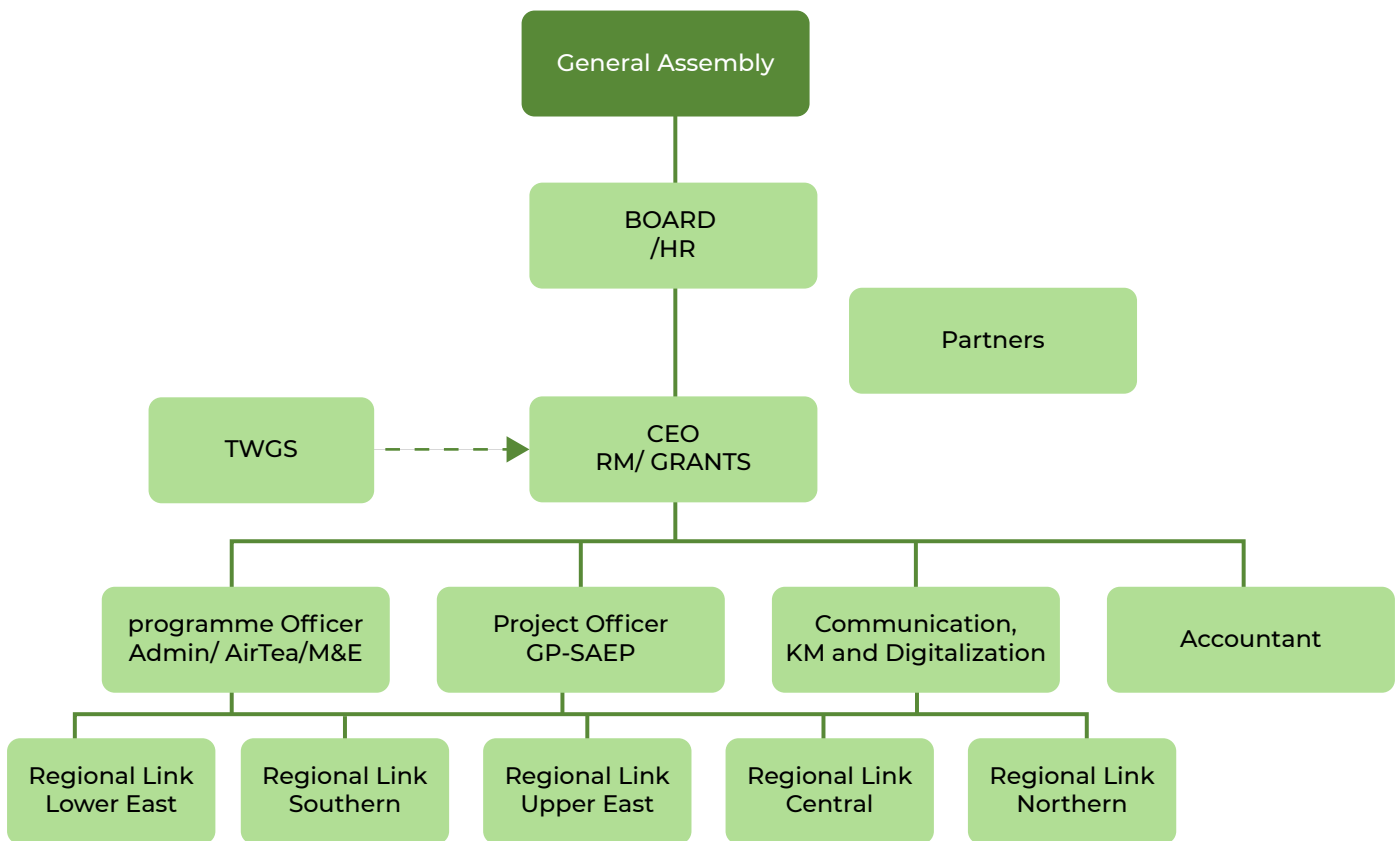 General Assembly
BOARD
/HR
Partners
TWGS
CEO
RM/ GRANTS
programme Officer
Admin/ AirTea/M&E
Project Officer
GP-SAEP
Communication,
KM and Digitalization
Accountant
Regional Link
Lower East
Regional Link
Southern
Regional Link
Upper East
Regional Link
Central
Regional Link
Northern